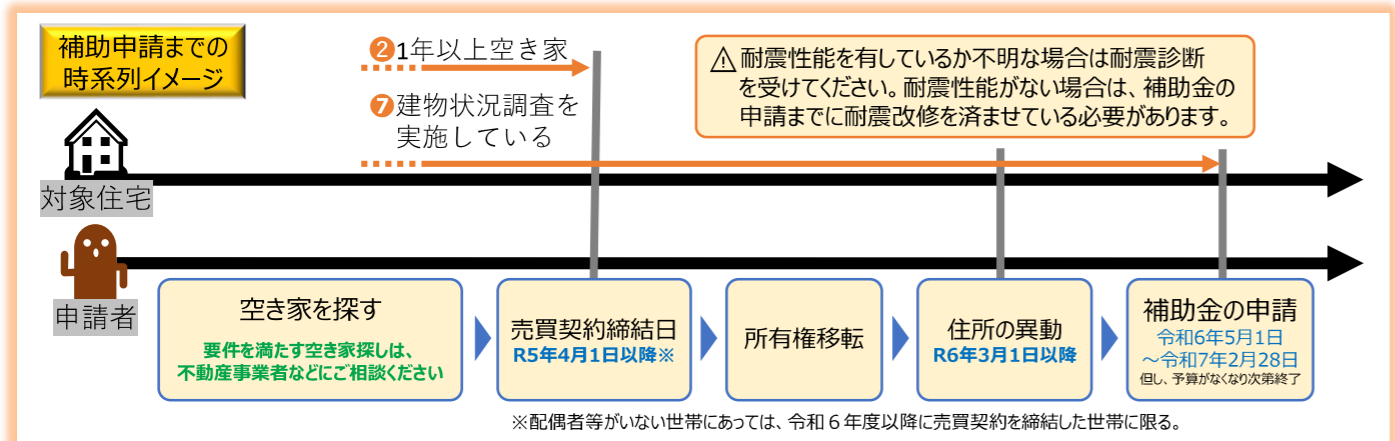 補助申請までの
時系列イメージ
❷1年以上空き家
❼建物状況調査を
実施している
⚠耐震性能を有しているか不明な場合は耐震診断
を受けてください。耐震性能がない場合は、補助金の
申請までに耐震改修を済ませている必要があります。
対象住宅
申請者
空き家を探す
要件を満たす空き家探しは、
不動産事業者などにご相談ください
売買契約締結日
R5年4月1日以降※
所有権移転
住所の異動
R6年3月1日以降
補助金の申請
令和6年5月1日
～令和7年2月28日
但し、予算がなくなり次第終了
※配偶者等がいない世帯にあっては、令和６年度以降に売買契約を締結した世帯に限る。